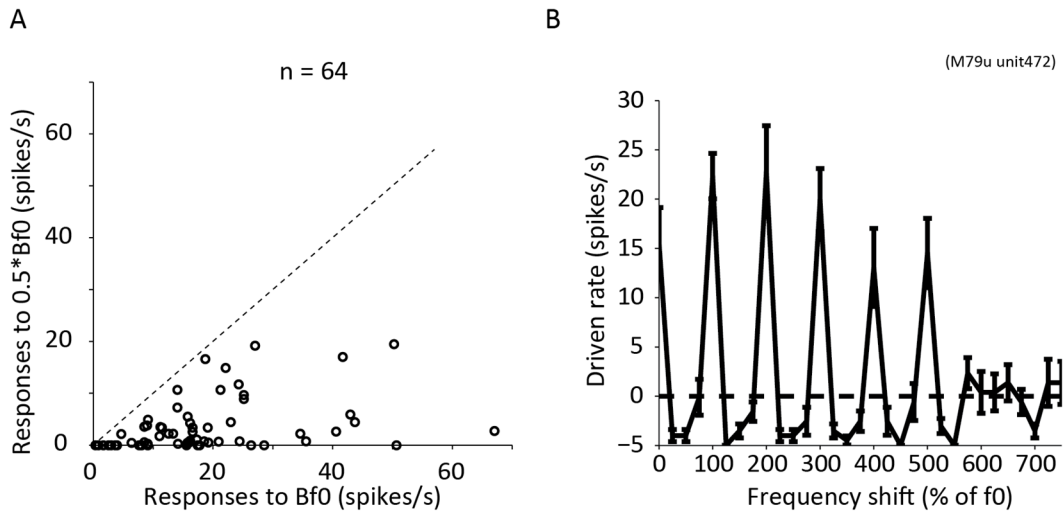 A
n = 64
Responses to 0.5*Bf0 (spikes/s)
60
40
20
0
0 20 40 60
Responses to Bf0 (spikes/s)
B
(M79u unit472)
Driven rate (spikes/s)
30
25
20
15
10
5
0
−5
0 100 200 300 400 500 600 700
Frequency shift (% of f0)